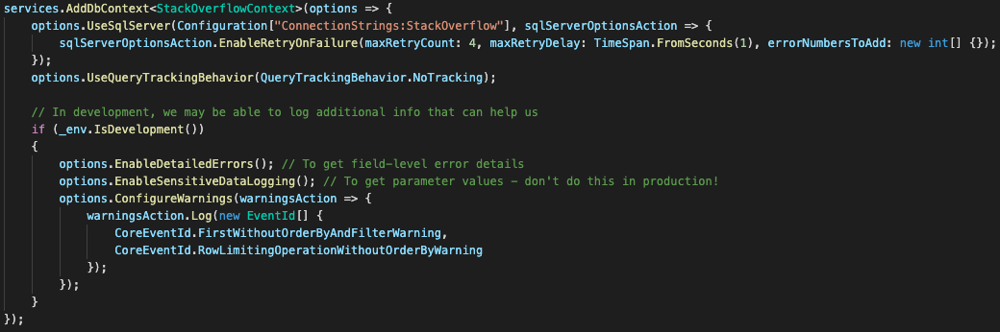 services.AddDbContext<StackOverflowContext>(options => {
    options.UseSqlServer(Configuration["ConnectionStrings:StackOverflow"], sqlServerOptionsAction => {
        sqlServerOptionsAction.EnableRetryOnFailure(maxRetryCount: 4, maxRetryDelay: TimeSpan.FromSeconds(1), errorNumbersToAdd: new int[] {});
    });
    options.UseQueryTrackingBehavior(QueryTrackingBehavior.NoTracking);

    // In development, we may be able to log additional info that can help us
    if (_env.IsDevelopment())
    {
        options.EnableDetailedErrors(); // To get field-level error details
        options.EnableSensitiveDataLogging(); // To get parameter values - don't do this in production!
        options.ConfigureWarnings(warningsAction => {
            warningsAction.Log(new EventId[] {
                CoreEventId.FirstWithoutOrderByAndFilterWarning,
                CoreEventId.RowLimitingOperationWithoutOrderByWarning
            });
        });
    }
});